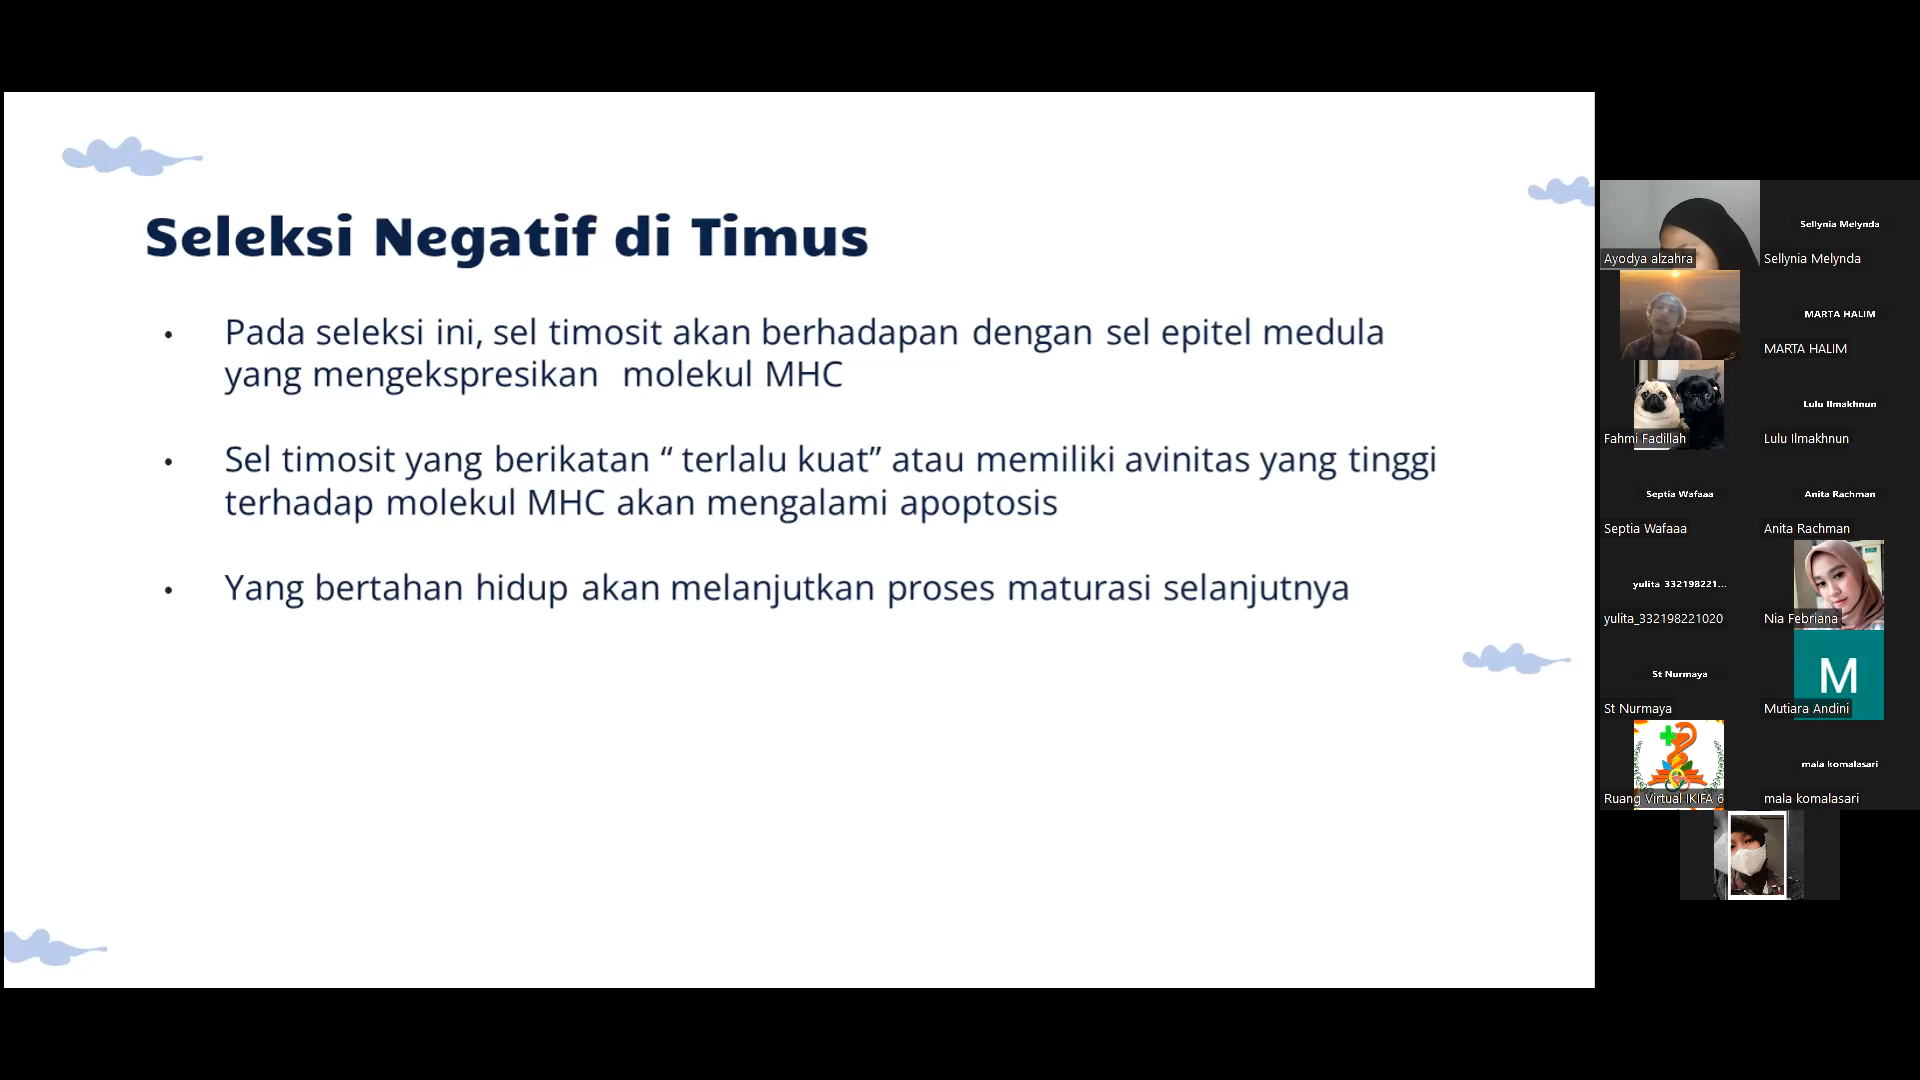 Seleksi Negatif di Timus
• Pada seleksi ini, sel timosit akan berhadapan dengan sel epitel medula
yang mengekspresikan molekul MHC
• Sel timosit yang berikatan “ terlalu kuat” atau memiliki avinitas yang tinggi
terhadap molekul MHC akan mengalami apoptosis
• Yang bertahan hidup akan melanjutkan proses maturasi selanjutnya
Ayodya alzahra
Sellynia Melynda
Sellynia Melynda
MARTA HALIM
MARTA HALIM
Fahmi Fadillah
Lulu Ilmakhnun
Lulu Ilmakhnun
Septia Wafaaa
Septia Wafaaa
Anita Rachman
Anita Rachman
yulita 332198221...
yulita_332198221020
Nia Febriana
St Nurmaya
St Nurmaya
M
Mutiara Andini
Ruang Virtual IKIFA 6
mala komalasari
mala komalasari